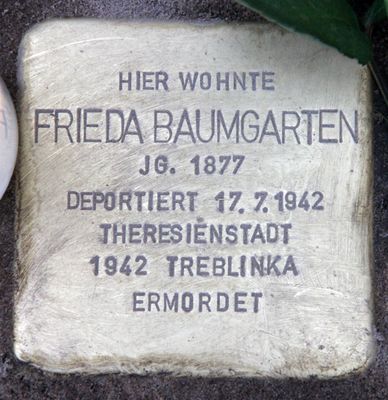 HIER WOHNTE
FRIEDA BAUMGARTEN
JG. 1877
DEPORTIERT 17.7.1942
THERESIENSTADT
1942 TREBLINKA
ERMORDET